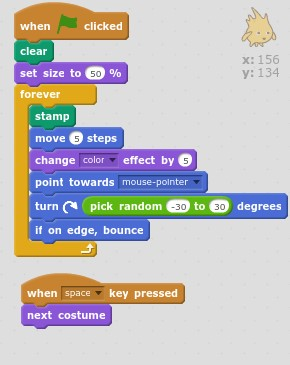 when clicked
clear
set size to 50 %
forever
stamp
move 5 steps
change color effect by 5
point towards mouse-pointer
turn pick random -30 to 30 degrees
if on edge, bounce
when space key pressed
next costume
x: 156
y: 134